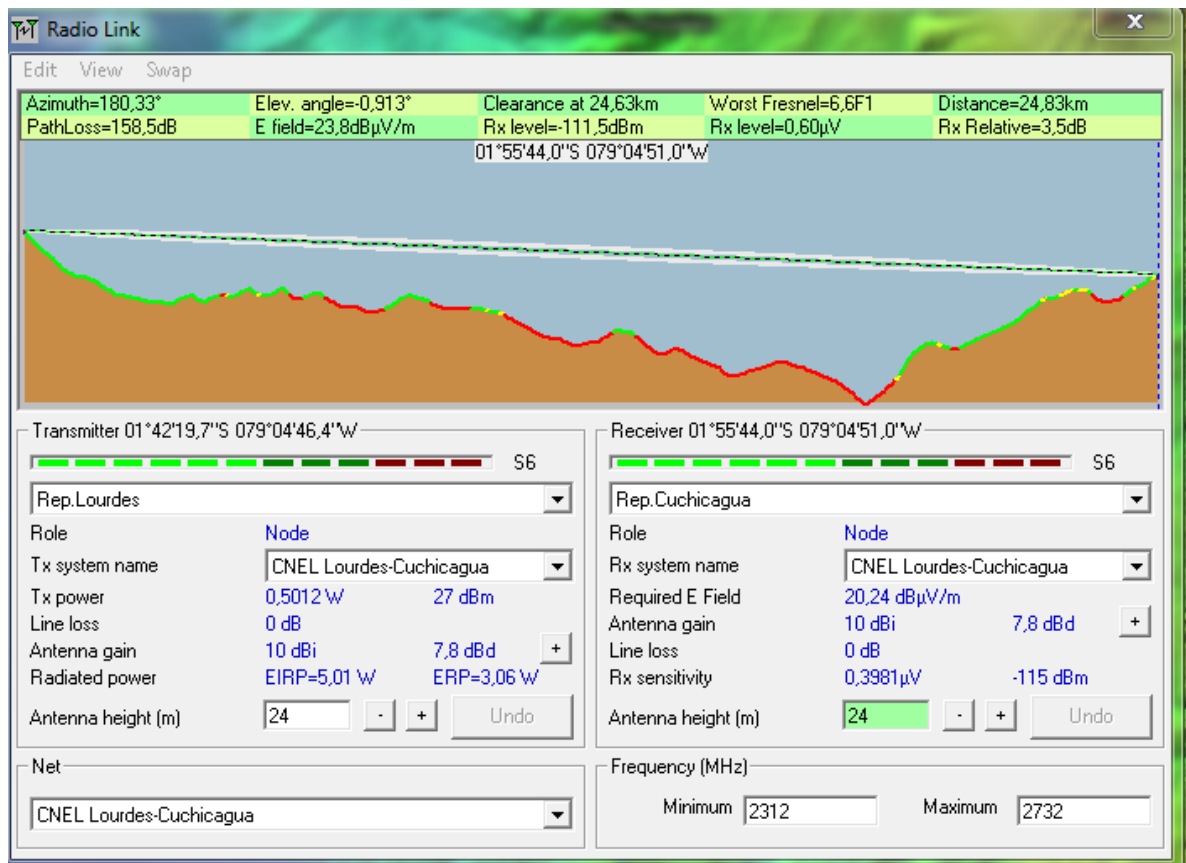 Radio Link
X
Edit View Swap
Azimuth=180,33° Elev. angle=-0,913° Clearance at 24,63km Worst Fresnel=6,6F1 Distance=24,83km
PathLoss=158,5dB E field=23,8dBµV/m Rx level=-111,5dBm Rx level=0,60µV Rx Relative=3,5dB
01°55'44,0"S 079°04'51,0"W
Transmitter 01°42'19,7"S 079°04'46,4"W
S6
Rep.Lourdes
Role Node
Tx system name CNEL Lourdes-Cuchicagua
Tx power 0,5012 W 27 dBm
Line loss 0 dB
Antenna gain 10 dBi 7,8 dBd +
Radiated power EIRP=5,01 W ERP=3,06 W
Antenna height (m) 24 - + Undo
Net
CNEL Lourdes-Cuchicagua
Receiver 01°55'44,0"S 079°04'51,0"W
S6
Rep.Cuchicagua
Role Node
Rx system name CNEL Lourdes-Cuchicagua
Required E Field 20,24 dBµV/m
Antenna gain 10 dBi 7,8 dBd +
Line loss 0 dB
Rx sensitivity 0,3981µV -115 dBm
Antenna height (m) 24 - + Undo
Frequency (MHz)
Minimum 2312 Maximum 2732